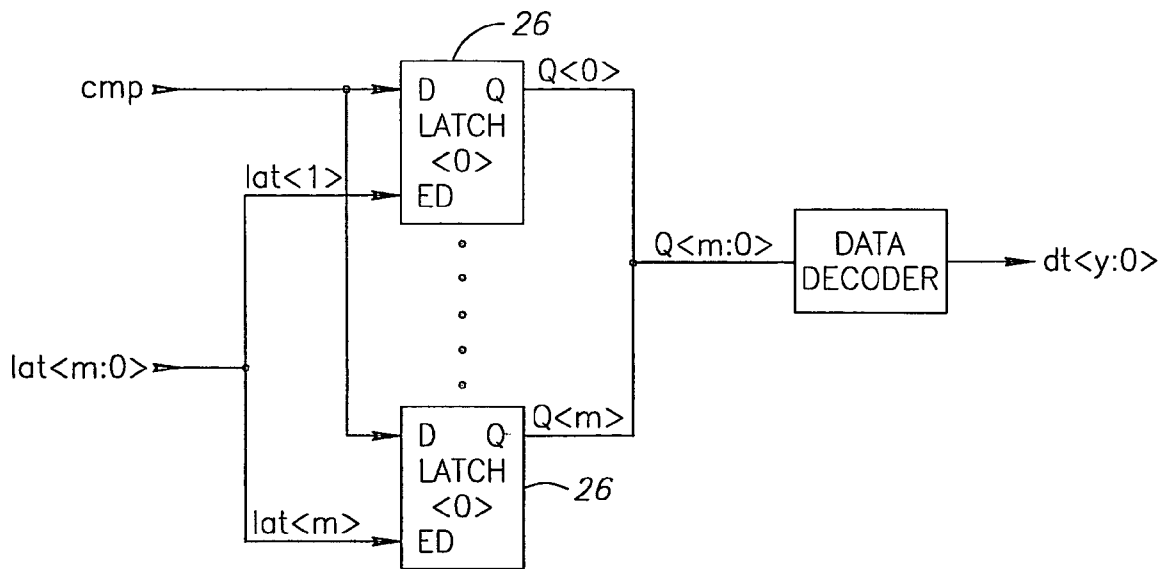 26
cmp
D Q
LATCH
<0>
ED
Q<0>
lat<1>
Q<m:0>
DATA
DECODER
dt<y:0>
lat<m:0>
D Q
LATCH
<0>
ED
Q<m>
26
lat<m>